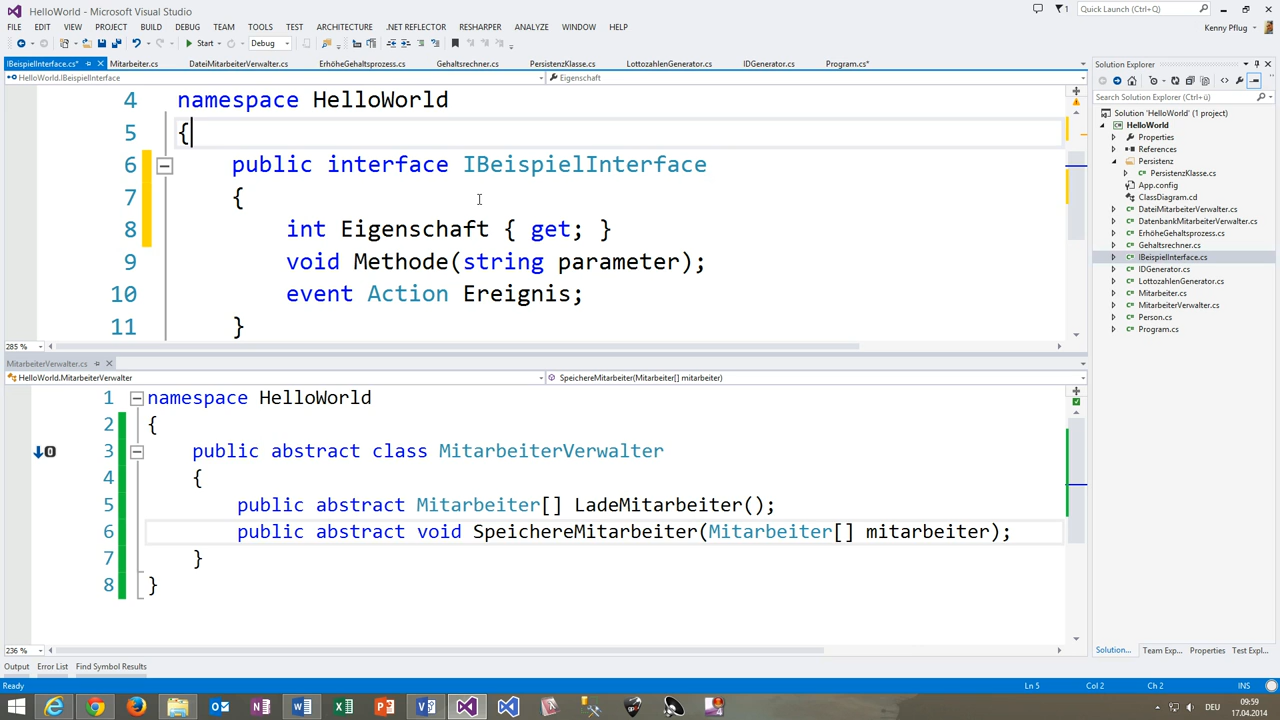 HelloWorld - Microsoft Visual Studio
1
Quick Launch (Ctrl+Q)
FILE EDIT VIEW PROJECT BUILD DEBUG TEAM TOOLS TEST ARCHITECTURE .NET REFLECTOR RESHARPER ANALYZE WINDOW HELP
Kenny Pflug
Start
Debug
IBeispielInterface.cs* Mitarbeiter.cs DateiMitarbeiterVerwalter.cs ErhöheGehaltsprozess.cs Gehaltsrechner.cs PersistenzKlasse.cs LottozahlenGenerator.cs IDGenerator.cs Program.cs*
HelloWorld.IBeispielInterface
Eigenschaft
4 namespace HelloWorld
5 {
6 public interface IBeispielInterface
7 {
8 int Eigenschaft { get; }
9 void Methode(string parameter);
10 event Action Ereignis;
11 }
285 %
MitarbeiterVerwalter.cs
HelloWorld.MitarbeiterVerwalter
SpeichereMitarbeiter(Mitarbeiter[] mitarbeiter)
1 namespace HelloWorld
2 {
3 public abstract class MitarbeiterVerwalter
4 {
5 public abstract Mitarbeiter[] LadeMitarbeiter();
6 public abstract void SpeichereMitarbeiter(Mitarbeiter[] mitarbeiter);
7 }
8 }
236 %
Output Error List Find Symbol Results
Solution Explorer
Search Solution Explorer (Ctrl+ü)
Solution 'HelloWorld' (1 project)
HelloWorld
Properties
References
Persistenz
PersistenzKlasse.cs
App.config
ClassDiagram.cd
DateiMitarbeiterVerwalter.cs
DatenbankMitarbeiterVerwalter.cs
ErhöheGehaltsprozess.cs
Gehaltsrechner.cs
IBeispielInterface.cs
IDGenerator.cs
LottozahlenGenerator.cs
Mitarbeiter.cs
MitarbeiterVerwalter.cs
Person.cs
Program.cs
Solution... Team Exp... Properties Test Expl...
Ready
Ln 5 Col 2 Ch 2 INS
DEU
09:59
17.04.2014